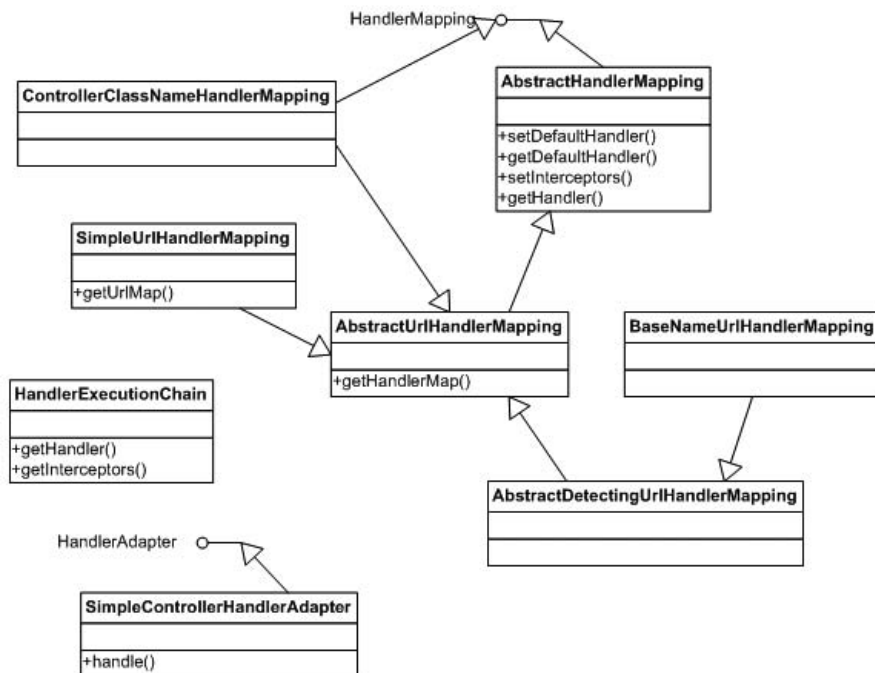 HandlerMapping
ControllerClassNameHandlerMapping
AbstractHandlerMapping
+setDefaultHandler()
+getDefaultHandler()
+setInterceptors()
+getHandler()
SimpleUrlHandlerMapping
+getUrlMap()
AbstractUrlHandlerMapping
+getHandlerMap()
BaseNameUrlHandlerMapping
HandlerExecutionChain
+getHandler()
+getInterceptors()
AbstractDetectingUrlHandlerMapping
HandlerAdapter
SimpleControllerHandlerAdapter
+handle()